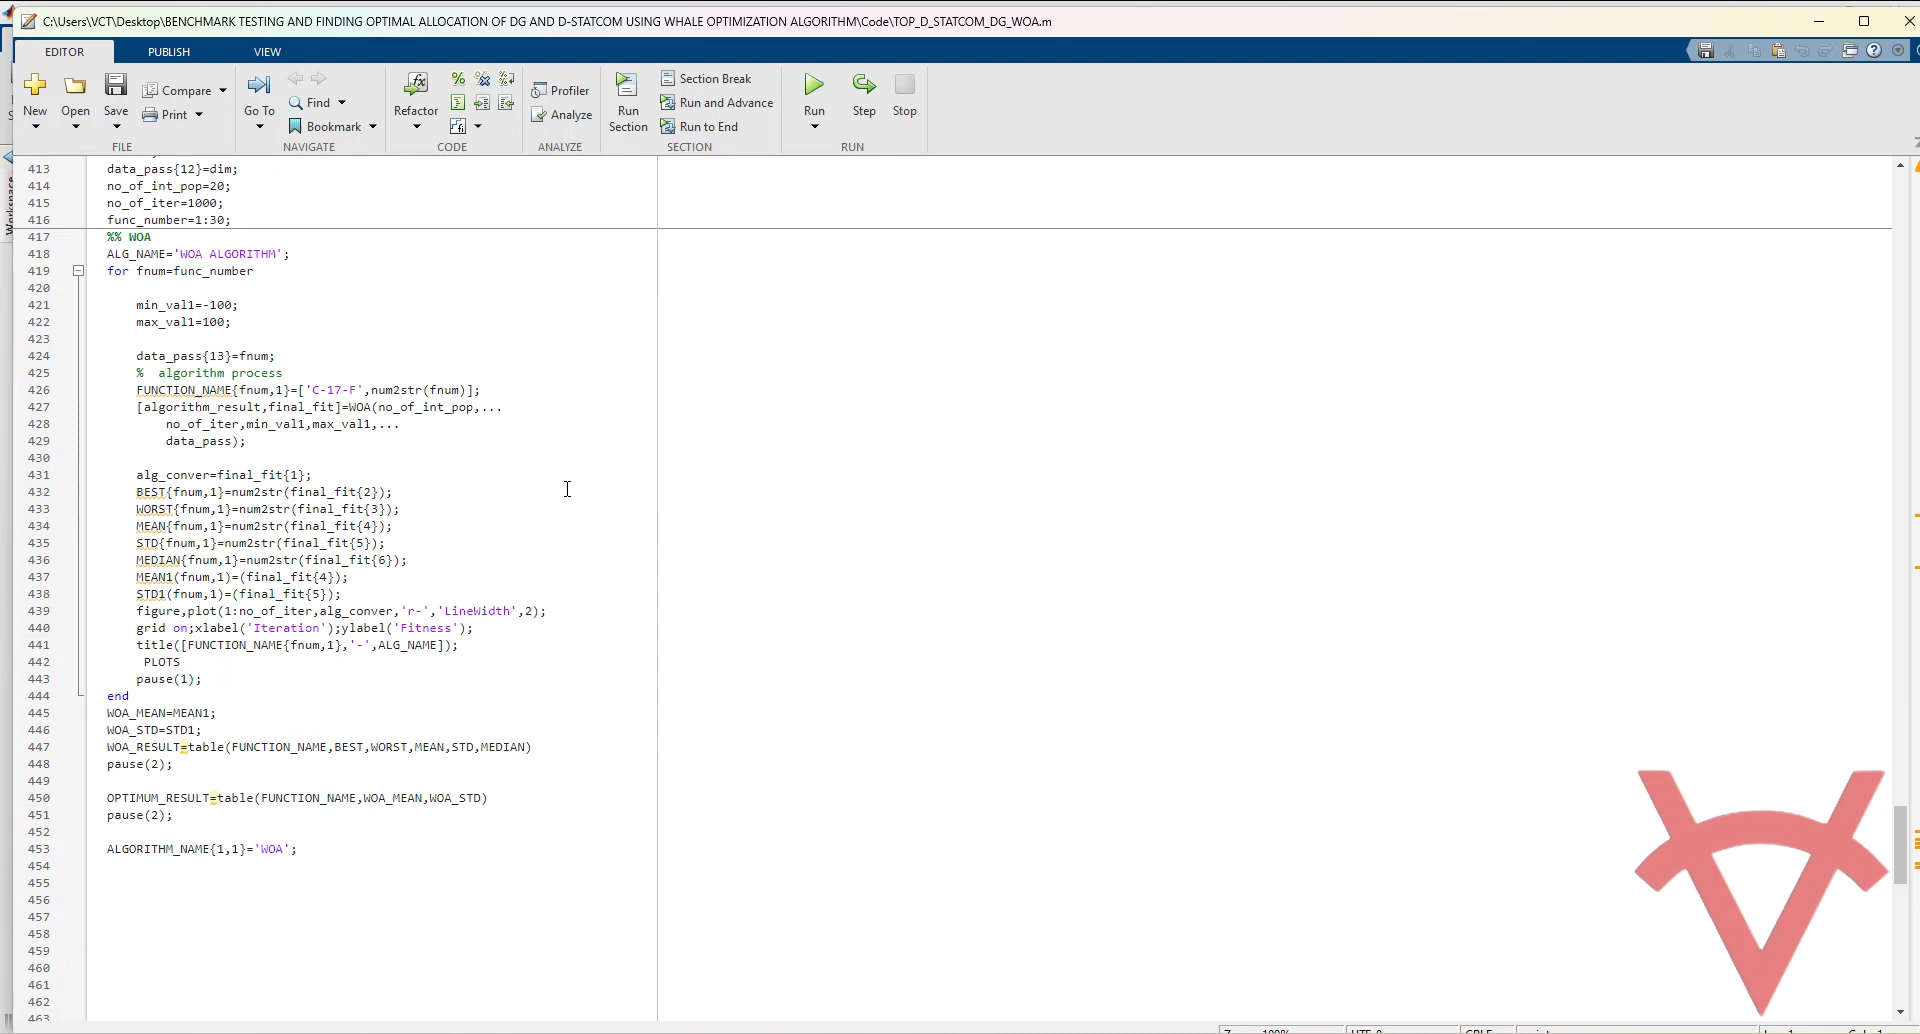 C:\Users\VCT\Desktop\BENCHMARK TESTING AND FINDING OPTIMAL ALLOCATION OF DG AND D-STATCOM USING WHALE OPTIMIZATION ALGORITHM\Code\TOP_D_STATCOM_DG_WOA.m
EDITOR PUBLISH VIEW
New Open Save Compare Print
Go To Find Bookmark
Refactor
Profiler Analyze
Run Section
Section Break
Run and Advance
Run to End
Run Step Stop
FILE NAVIGATE CODE ANALYZE SECTION RUN
Workspace
413 data_pass{12}=dim;
414 no_of_int_pop=20;
415 no_of_iter=1000;
416 func_number=1:30;
417 %% WOA
418 ALG_NAME='WOA ALGORITHM';
419 for fnum=func_number
420
421 min_val1=-100;
422 max_val1=100;
423
424 data_pass{13}=fnum;
425 %  algorithm process
426 FUNCTION_NAME{fnum,1}=['C-17-F',num2str(fnum)];
427 [algorithm_result,final_fit]=WOA(no_of_int_pop,...
428 no_of_iter,min_val1,max_val1,...
429 data_pass);
430
431 alg_conver=final_fit{1};
432 BEST{fnum,1}=num2str(final_fit{2});
433 WORST{fnum,1}=num2str(final_fit{3});
434 MEAN{fnum,1}=num2str(final_fit{4});
435 STD{fnum,1}=num2str(final_fit{5});
436 MEDIAN{fnum,1}=num2str(final_fit{6});
437 MEAN1(fnum,1)=(final_fit{4});
438 STD1(fnum,1)=(final_fit{5});
439 figure,plot(1:no_of_iter,alg_conver,'r-','LineWidth',2);
440 grid on;xlabel('Iteration');ylabel('Fitness');
441 title([FUNCTION_NAME{fnum,1},'-',ALG_NAME]);
442 PLOTS
443 pause(1);
444 end
445 WOA_MEAN=MEAN1;
446 WOA_STD=STD1;
447 WOA_RESULT=table(FUNCTION_NAME,BEST,WORST,MEAN,STD,MEDIAN)
448 pause(2);
449
450 OPTIMUM_RESULT=table(FUNCTION_NAME,WOA_MEAN,WOA_STD)
451 pause(2);
452
453 ALGORITHM_NAME{1,1}='WOA';
454
455
456
457
458
459
460
461
462
463